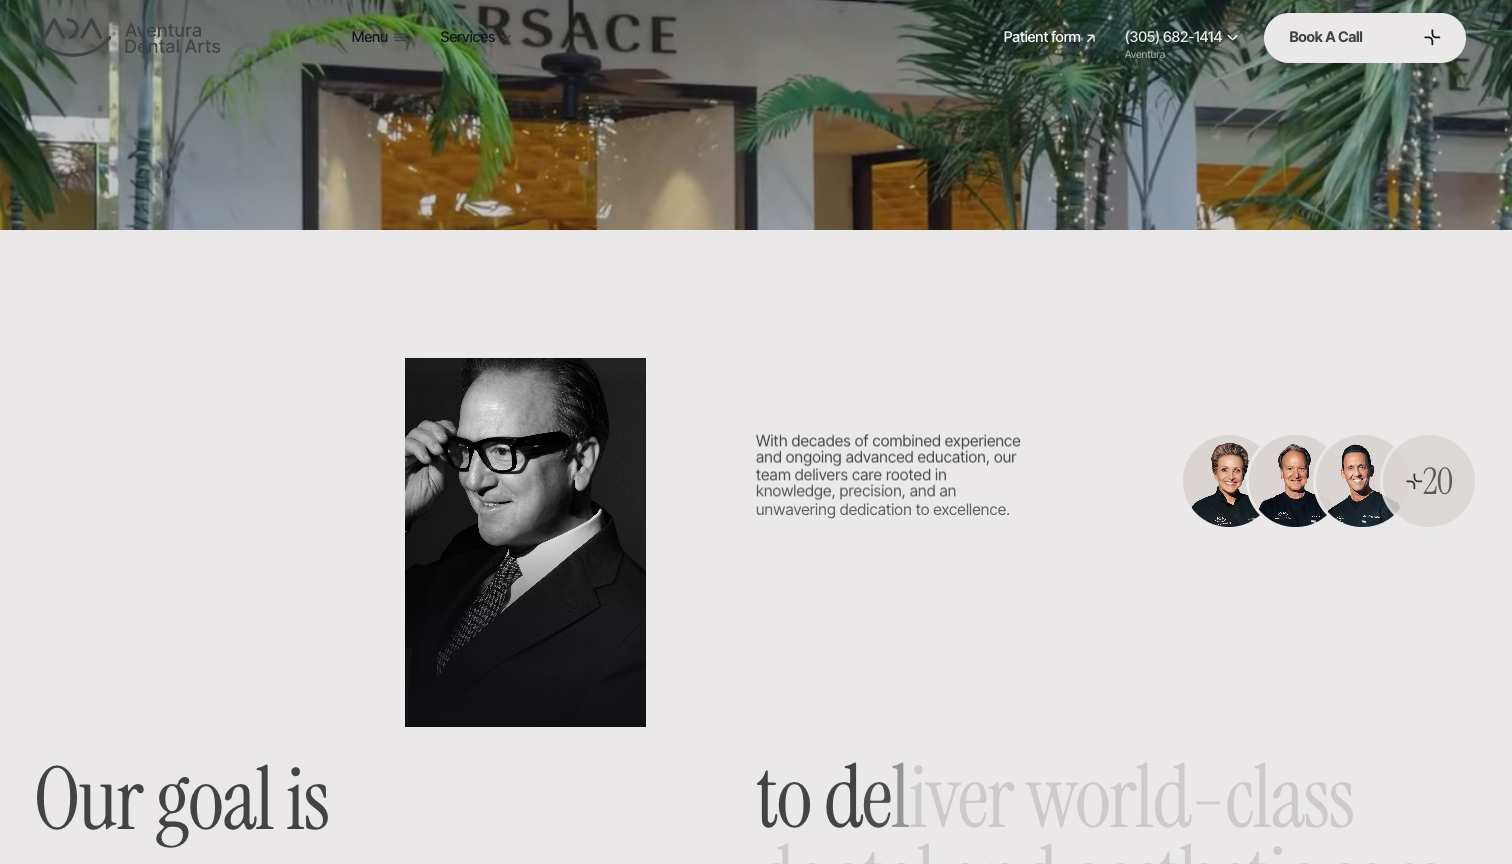 VERSACE
Aventura
Dental Arts
Menu
Services
Patient form
(305) 682-1414
Aventura
Book A Call
With decades of combined experience
and ongoing advanced education, our
team delivers care rooted in
knowledge, precision, and an
unwavering dedication to excellence.
+20
Our goal is
to deliver world-class